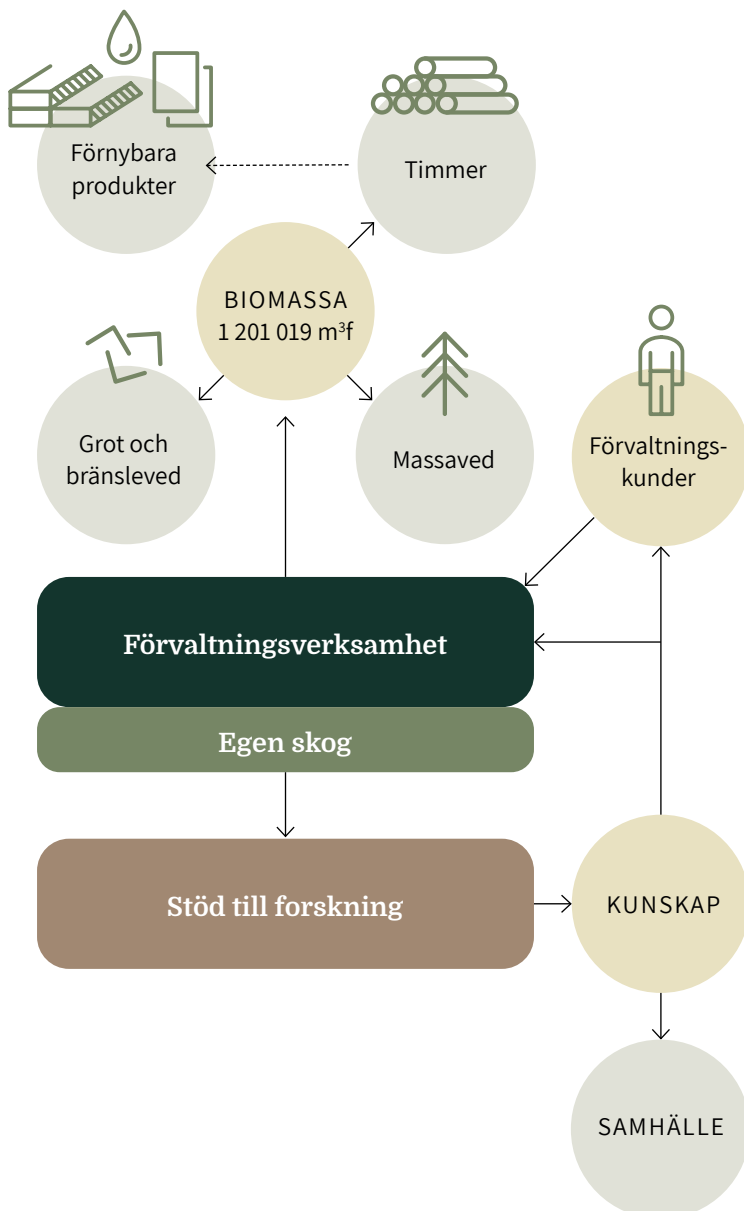 Förnybara
produkter
Timmer
BIOMASSA
1 201 019 m³f
Grot och
bränsleved
Massaved
Förvaltnings-
kunder
Förvaltningsverksamhet
Egen skog
Stöd till forskning
KUNSKAP
SAMHÄLLE